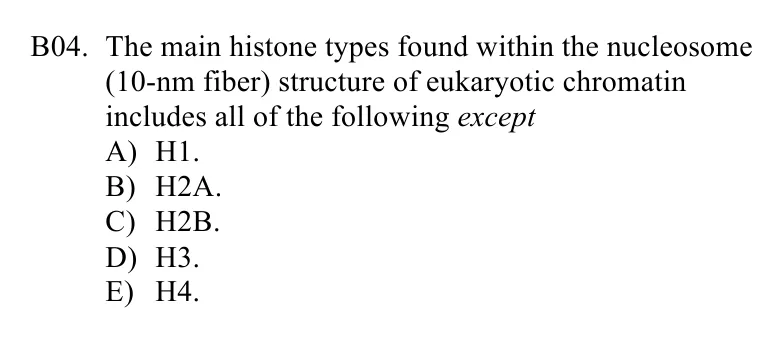 B04. The main histone types found within the nucleosome
(10-nm fiber) structure of eukaryotic chromatin
includes all of the following except
A) H1.
B) H2A.
C) H2B.
D) H3.
E) H4.